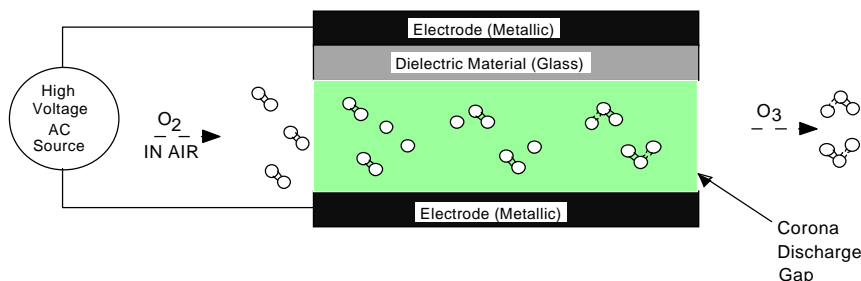 Electrode (Metallic)
Dielectric Material (Glass)
High
Voltage
AC
Source
O2
IN AIR
O3
Electrode (Metallic)
Corona
Discharge
Gap